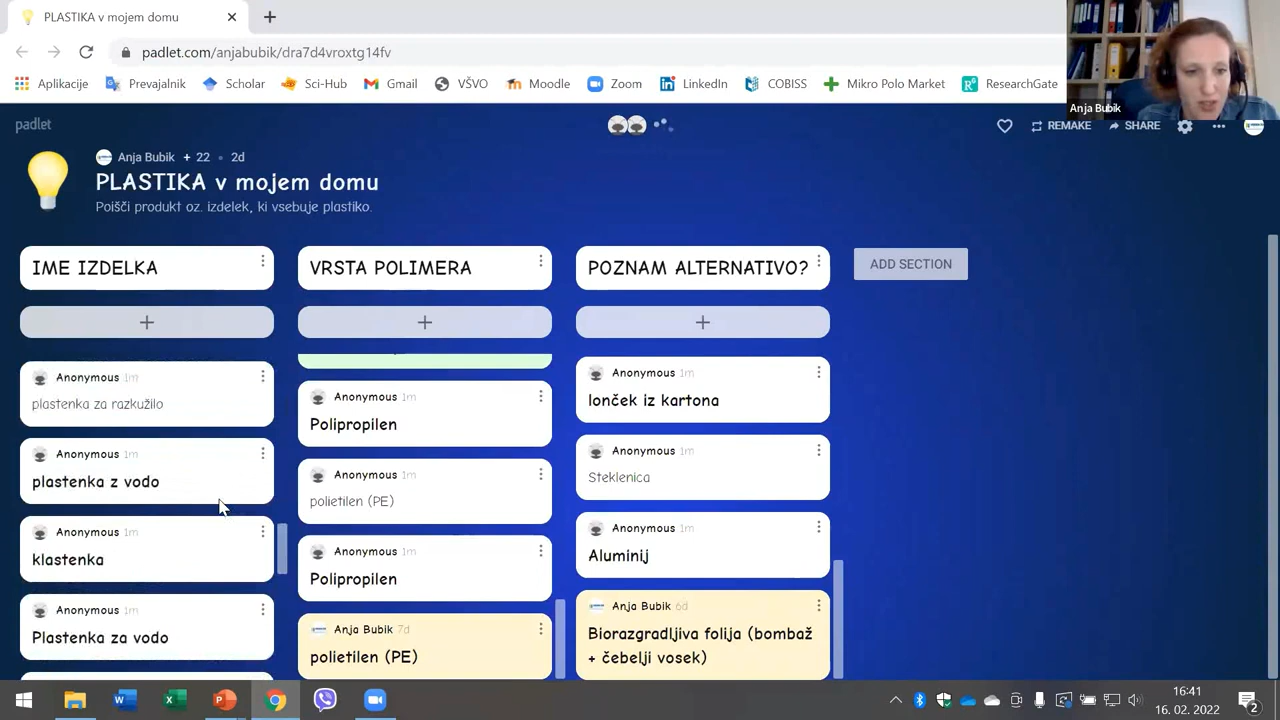 PLASTIKA v mojem domu
padlet.com/anjabubik/dra7d4vroxtg14fv
Aplikacije Prevajalnik Scholar Sci-Hub Gmail VŠVO Moodle Zoom LinkedIn COBISS Mikro Polo Market ResearchGate
Anja Bubik
padlet
REMAKE SHARE
Anja Bubik + 22 2d
PLASTIKA v mojem domu
Poišči produkt oz. izdelek, ki vsebuje plastiko.
IME IZDELKA
VRSTA POLIMERA
POZNAM ALTERNATIVO?
ADD SECTION
Anonymous 1m
plastenka za razkužilo
Anonymous 1m
plastenka z vodo
Anonymous 1m
klastenka
Anonymous 1m
Plastenka za vodo
Anonymous 1m
Polipropilen
Anonymous 1m
polietilen (PE)
Anonymous 1m
Polipropilen
Anja Bubik 7d
polietilen (PE)
Anonymous 1m
lonček iz kartona
Anonymous 1m
Steklenica
Anonymous 1m
Aluminij
Anja Bubik 6d
Biorazgradljiva folija (bombaž
+ čebelji vosek)
16:41
16. 02. 2022
2